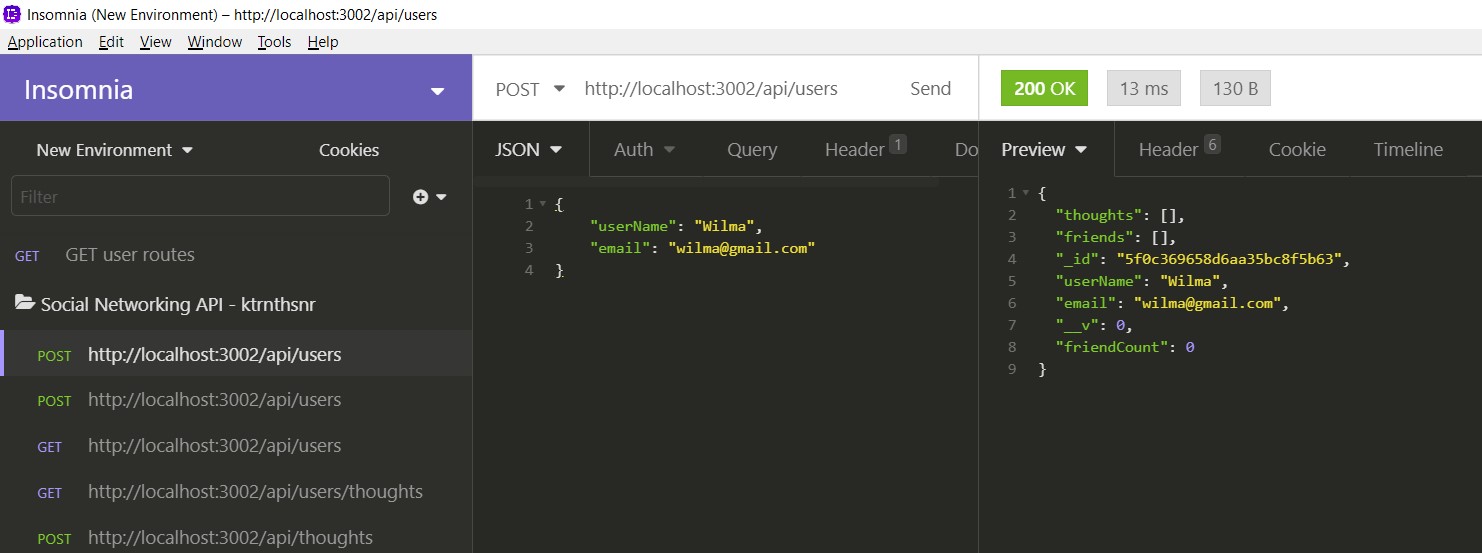 Insomnia (New Environment) – http://localhost:3002/api/users
Application Edit View Window Tools Help
Insomnia
POST http://localhost:3002/api/users Send
200 OK 13 ms 130 B
New Environment Cookies
JSON Auth Query Header 1 Do
Preview Header 6 Cookie Timeline
Filter
GET GET user routes
Social Networking API - ktrnthsnr
POST http://localhost:3002/api/users
POST http://localhost:3002/api/users
GET http://localhost:3002/api/users
GET http://localhost:3002/api/users/thoughts
POST http://localhost:3002/api/thoughts
1 {
2 "userName": "Wilma",
3 "email": "wilma@gmail.com"
4 }
1 {
2 "thoughts": [],
3 "friends": [],
4 "_id": "5f0c369658d6aa35bc8f5b63",
5 "userName": "Wilma",
6 "email": "wilma@gmail.com",
7 "__v": 0,
8 "friendCount": 0
9 }